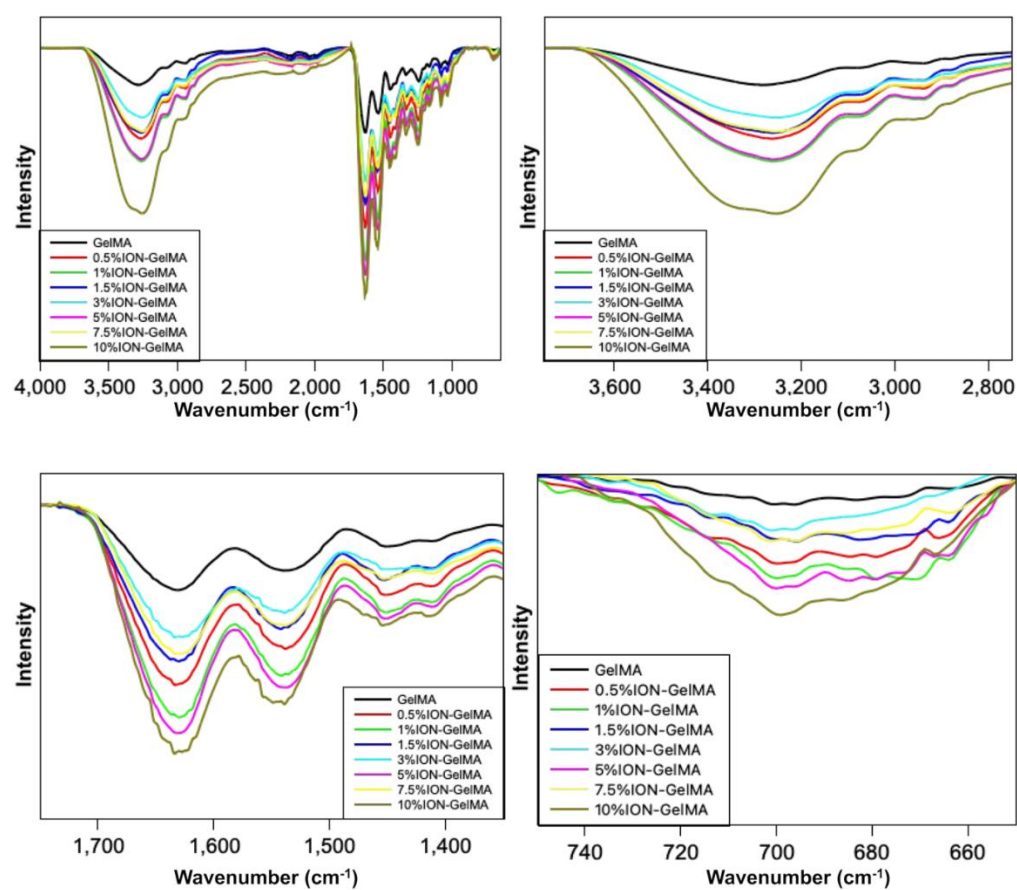 Intensity
GelMA
0.5%ION-GelMA
1%ION-GelMA
1.5%ION-GelMA
3%ION-GelMA
5%ION-GelMA
7.5%ION-GelMA
10%ION-GelMA
4,000 3,500 3,000 2,500 2,000 1,500 1,000
Wavenumber (cm⁻¹)
Intensity
GelMA
0.5%ION-GelMA
1%ION-GelMA
1.5%ION-GelMA
3%ION-GelMA
5%ION-GelMA
7.5%ION-GelMA
10%ION-GelMA
3,600 3,400 3,200 3,000 2,800
Wavenumber (cm⁻¹)
Intensity
GelMA
0.5%ION-GelMA
1%ION-GelMA
1.5%ION-GelMA
3%ION-GelMA
5%ION-GelMA
7.5%ION-GelMA
10%ION-GelMA
1,700 1,600 1,500 1,400
Wavenumber (cm⁻¹)
Intensity
GelMA
0.5%ION-GelMA
1%ION-GelMA
1.5%ION-GelMA
3%ION-GelMA
5%ION-GelMA
7.5%ION-GelMA
10%ION-GelMA
740 720 700 680 660
Wavenumber (cm⁻¹)